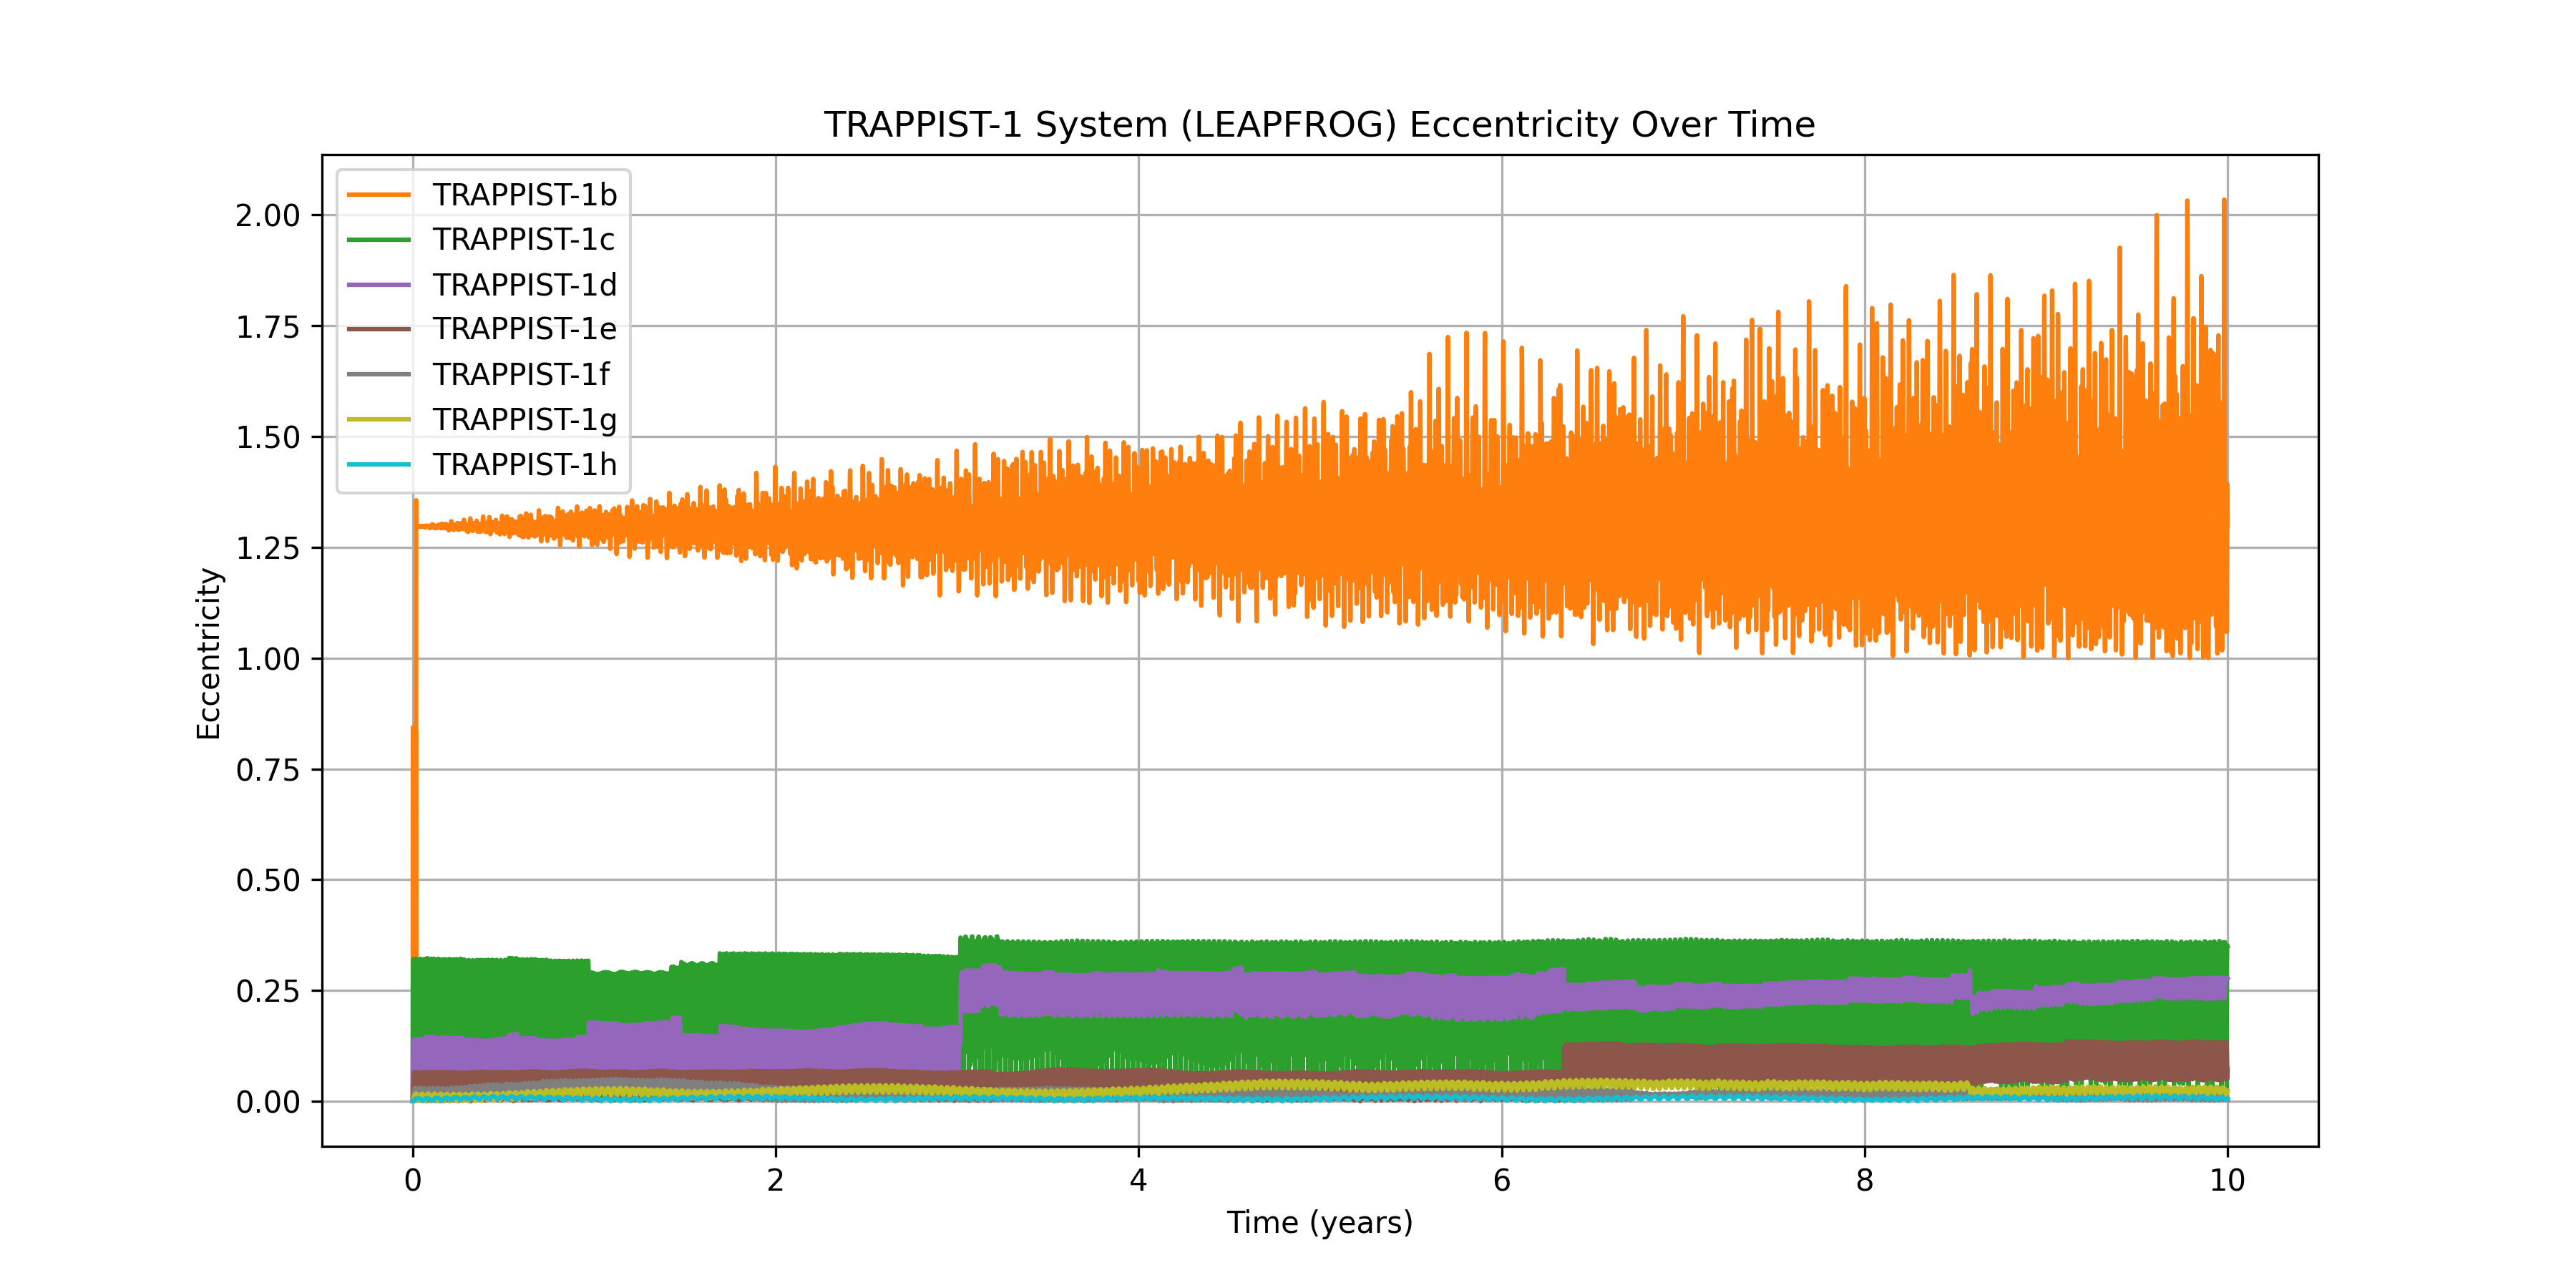 TRAPPIST-1 System (LEAPFROG) Eccentricity Over Time
TRAPPIST-1b
TRAPPIST-1c
TRAPPIST-1d
TRAPPIST-1e
TRAPPIST-1f
TRAPPIST-1g
TRAPPIST-1h
2.00
1.75
1.50
1.25
1.00
0.75
0.50
0.25
0.00
Eccentricity
0 2 4 6 8 10
Time (years)